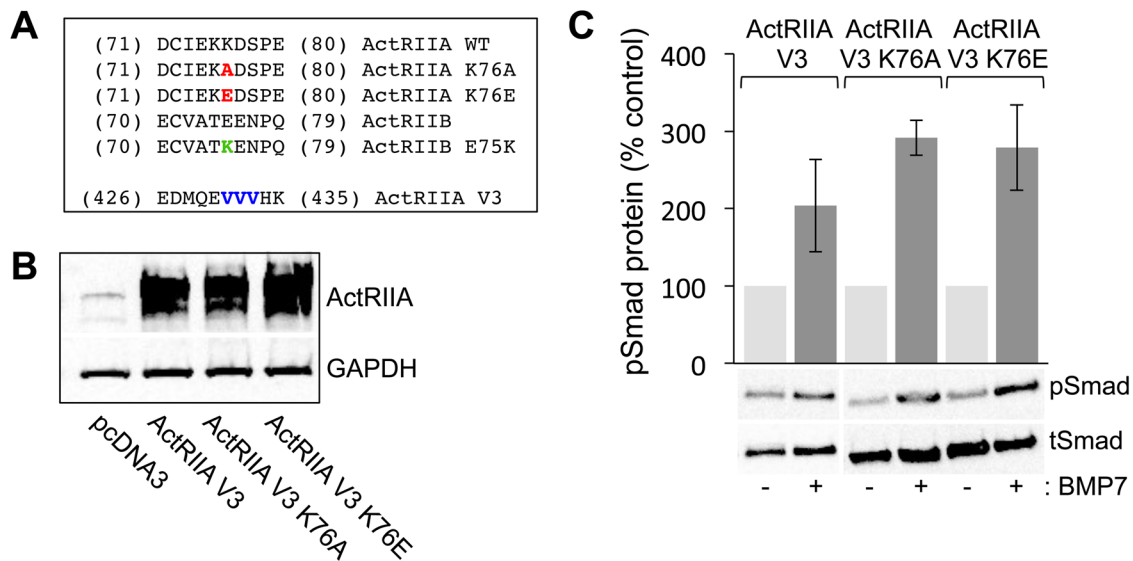 A
(71) DCIEKKDSPE (80) ActRIIA WT
(71) DCIEKADSPE (80) ActRIIA K76A
(71) DCIEKEDSPE (80) ActRIIA K76E
(70) ECVATEENPQ (79) ActRIIB
(70) ECVATKENPQ (79) ActRIIB E75K
(426) EDMQEVVVHK (435) ActRIIA V3
B
ActRIIA
GAPDH
pcDNA3
ActRIIA V3
ActRIIA V3 K76A
ActRIIA V3 K76E
C
ActRIIA
V3
ActRIIA
V3 K76A
ActRIIA
V3 K76E
pSmad protein (% control)
400
300
200
100
0
pSmad
tSmad
- + - + - + : BMP7